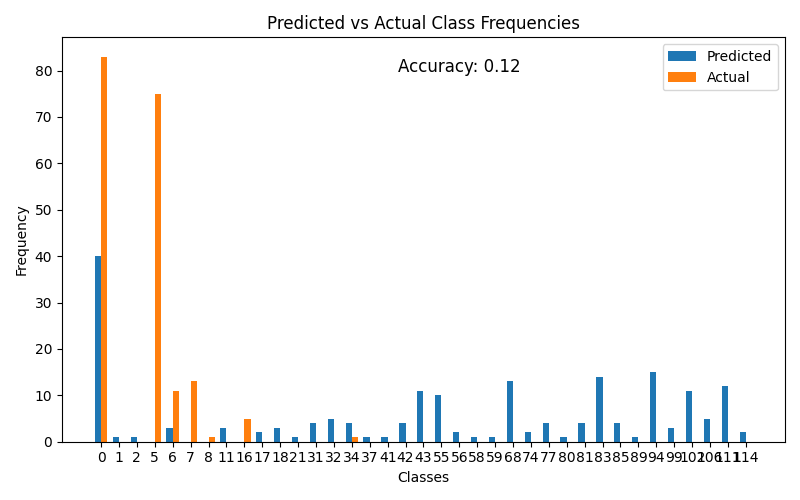 Predicted vs Actual Class Frequencies
Accuracy: 0.12
Predicted
Actual
Frequency
80
70
60
50
40
30
20
10
0
0 1 2 5 6 7 8 11 16 17 18 21 31 32 34 37 41 42 43 55 56 58 59 68 74 77 80 81 83 85 89 94 99 102 106 111 114
Classes